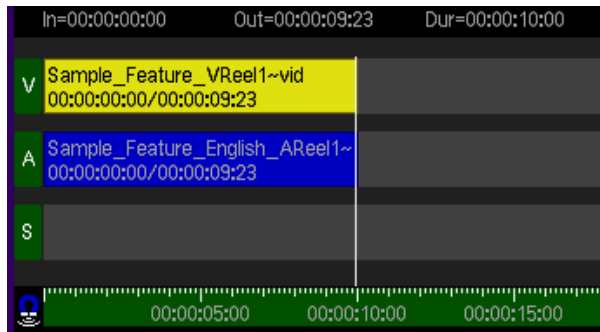 In=00:00:00:00 Out=00:00:09:23 Dur=00:00:10:00
V
Sample_Feature_VReel1~vid
00:00:00:00/00:00:09:23
A
Sample_Feature_English_AReel1~
00:00:00:00/00:00:09:23
S
00:00:05:00 00:00:10:00 00:00:15:00